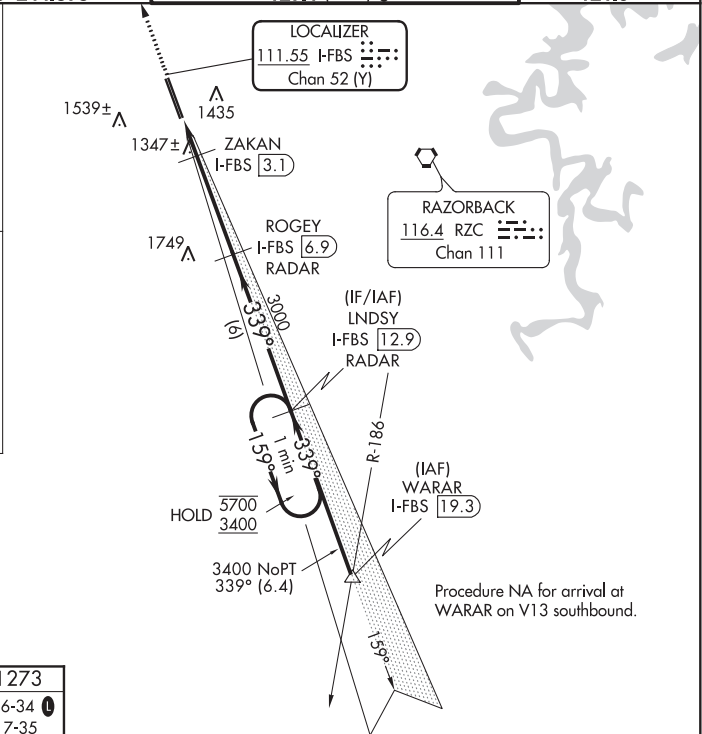 LOCALIZER
111.55 I-FBS
Chan 52 (Y)
1539±
1435
1347±
ZAKAN
I-FBS 3.1
RAZORBACK
116.4 RZC
Chan 111
ROGEY
I-FBS 6.9
RADAR
1749
3000
339°
(6)
(IF/IAF)
LNDSY
I-FBS 12.9
RADAR
R-186
159°
1 min
339°
(IAF)
WARAR
I-FBS 19.3
HOLD 5700
3400
3400 NoPT
339° (6.4)
Procedure NA for arrival at
WARAR on V13 southbound.
159°
273
6-34 L
7-35